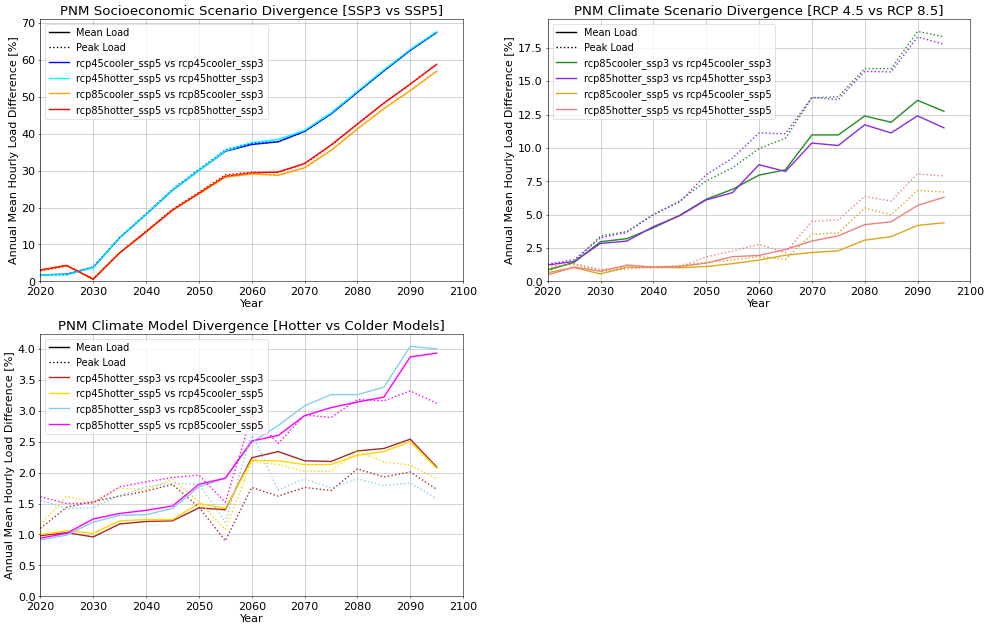 PNM Socioeconomic Scenario Divergence [SSP3 vs SSP5]
Annual Mean Hourly Load Difference [%]
70
60
50
40
30
20
10
0
Mean Load
Peak Load
rcp45cooler_ssp5 vs rcp45cooler_ssp3
rcp45hotter_ssp5 vs rcp45hotter_ssp3
rcp85cooler_ssp5 vs rcp85cooler_ssp3
rcp85hotter_ssp5 vs rcp85hotter_ssp3
2020 2030 2040 2050 2060 2070 2080 2090 2100
Year
PNM Climate Scenario Divergence [RCP 4.5 vs RCP 8.5]
Annual Mean Hourly Load Difference [%]
17.5
15.0
12.5
10.0
7.5
5.0
2.5
0.0
Mean Load
Peak Load
rcp85cooler_ssp3 vs rcp45cooler_ssp3
rcp85hotter_ssp3 vs rcp45hotter_ssp3
rcp85cooler_ssp5 vs rcp45cooler_ssp5
rcp85hotter_ssp5 vs rcp45hotter_ssp5
2020 2030 2040 2050 2060 2070 2080 2090 2100
Year
PNM Climate Model Divergence [Hotter vs Colder Models]
Annual Mean Hourly Load Difference [%]
4.0
3.5
3.0
2.5
2.0
1.5
1.0
0.5
0.0
Mean Load
Peak Load
rcp45hotter_ssp3 vs rcp45cooler_ssp3
rcp45hotter_ssp5 vs rcp45cooler_ssp5
rcp85hotter_ssp3 vs rcp85cooler_ssp3
rcp85hotter_ssp5 vs rcp85cooler_ssp5
2020 2030 2040 2050 2060 2070 2080 2090 2100
Year